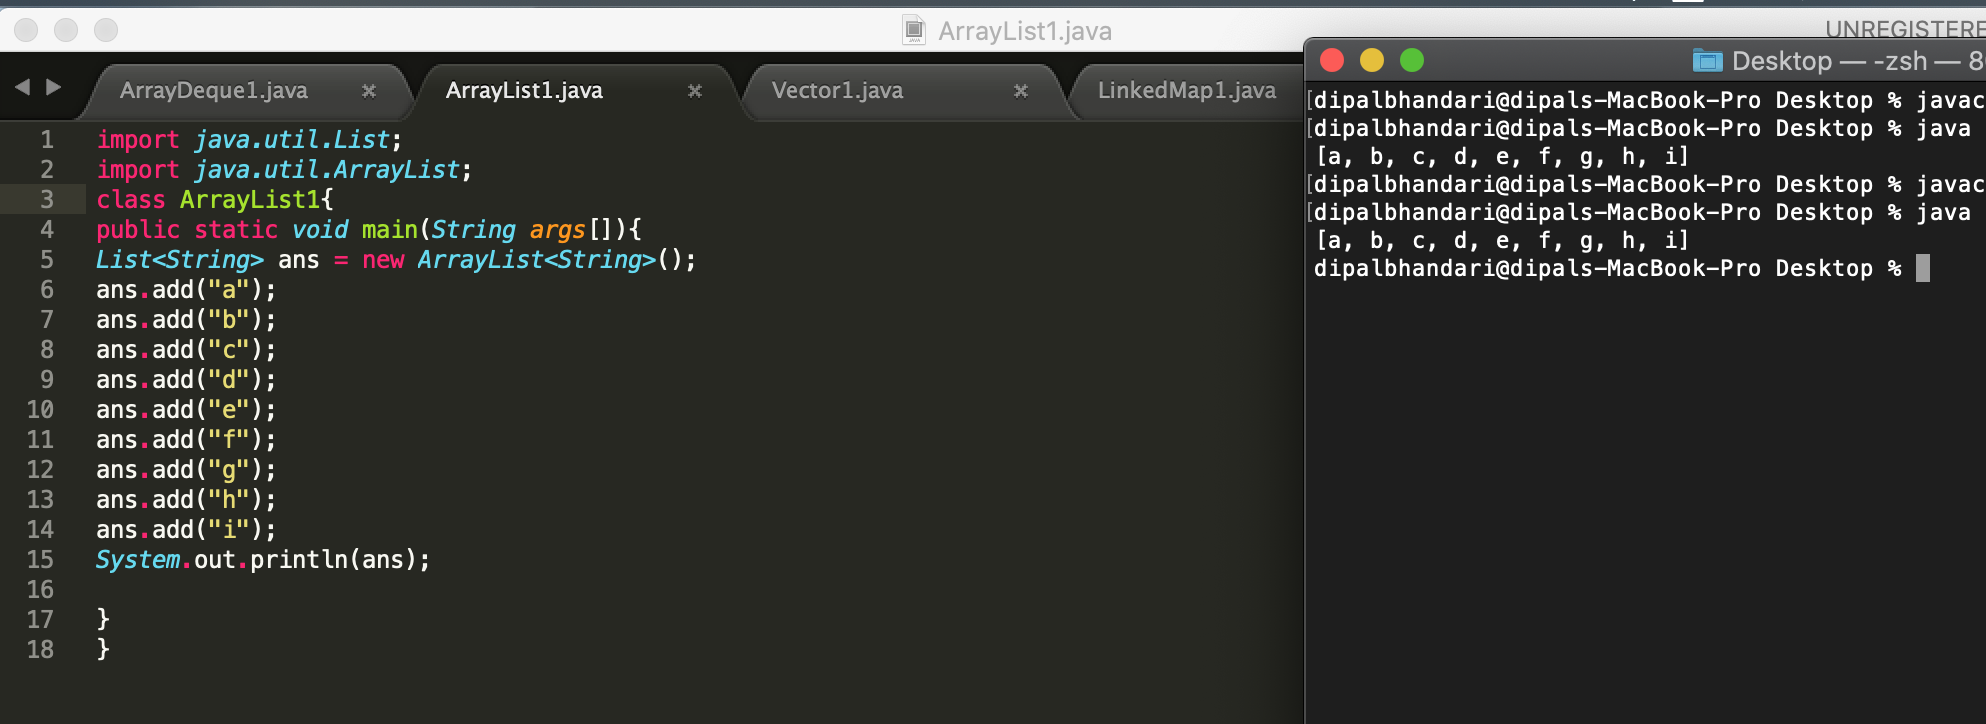 ArrayList1.java
UNREGISTERE
ArrayDeque1.java
ArrayList1.java
Vector1.java
LinkedMap1.java
1 import java.util.List;
2 import java.util.ArrayList;
3 class ArrayList1{
4 public static void main(String args[]){
5 List<String> ans = new ArrayList<String>();
6 ans.add("a");
7 ans.add("b");
8 ans.add("c");
9 ans.add("d");
10 ans.add("e");
11 ans.add("f");
12 ans.add("g");
13 ans.add("h");
14 ans.add("i");
15 System.out.println(ans);
16
17 }
18 }
Desktop — -zsh — 8
[dipalbhandari@dipals-MacBook-Pro Desktop % javac
[dipalbhandari@dipals-MacBook-Pro Desktop % java
[a, b, c, d, e, f, g, h, i]
[dipalbhandari@dipals-MacBook-Pro Desktop % javac
[dipalbhandari@dipals-MacBook-Pro Desktop % java
[a, b, c, d, e, f, g, h, i]
dipalbhandari@dipals-MacBook-Pro Desktop %